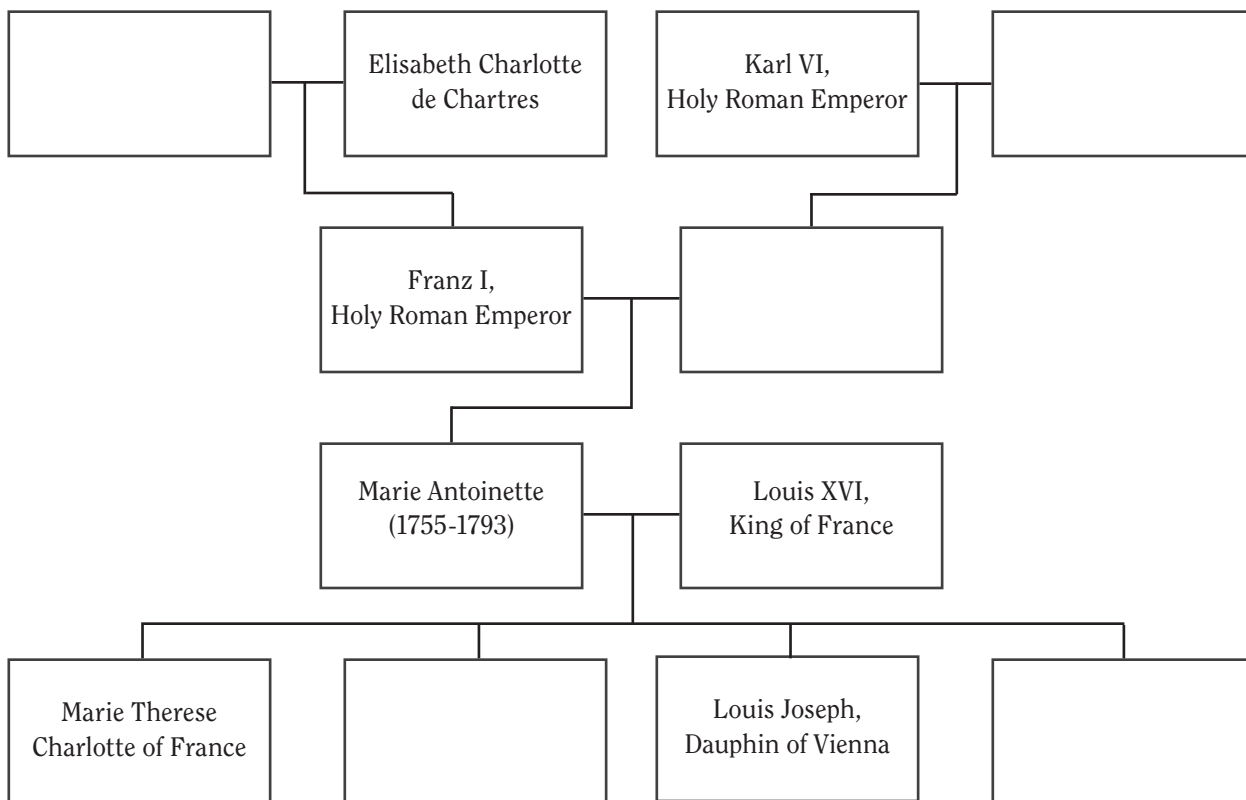 Elisabeth Charlotte
de Chartres
Karl VI,
Holy Roman Emperor
Franz I,
Holy Roman Emperor
Marie Antoinette
(1755-1793)
Louis XVI,
King of France
Marie Therese
Charlotte of France
Louis Joseph,
Dauphin of Vienna